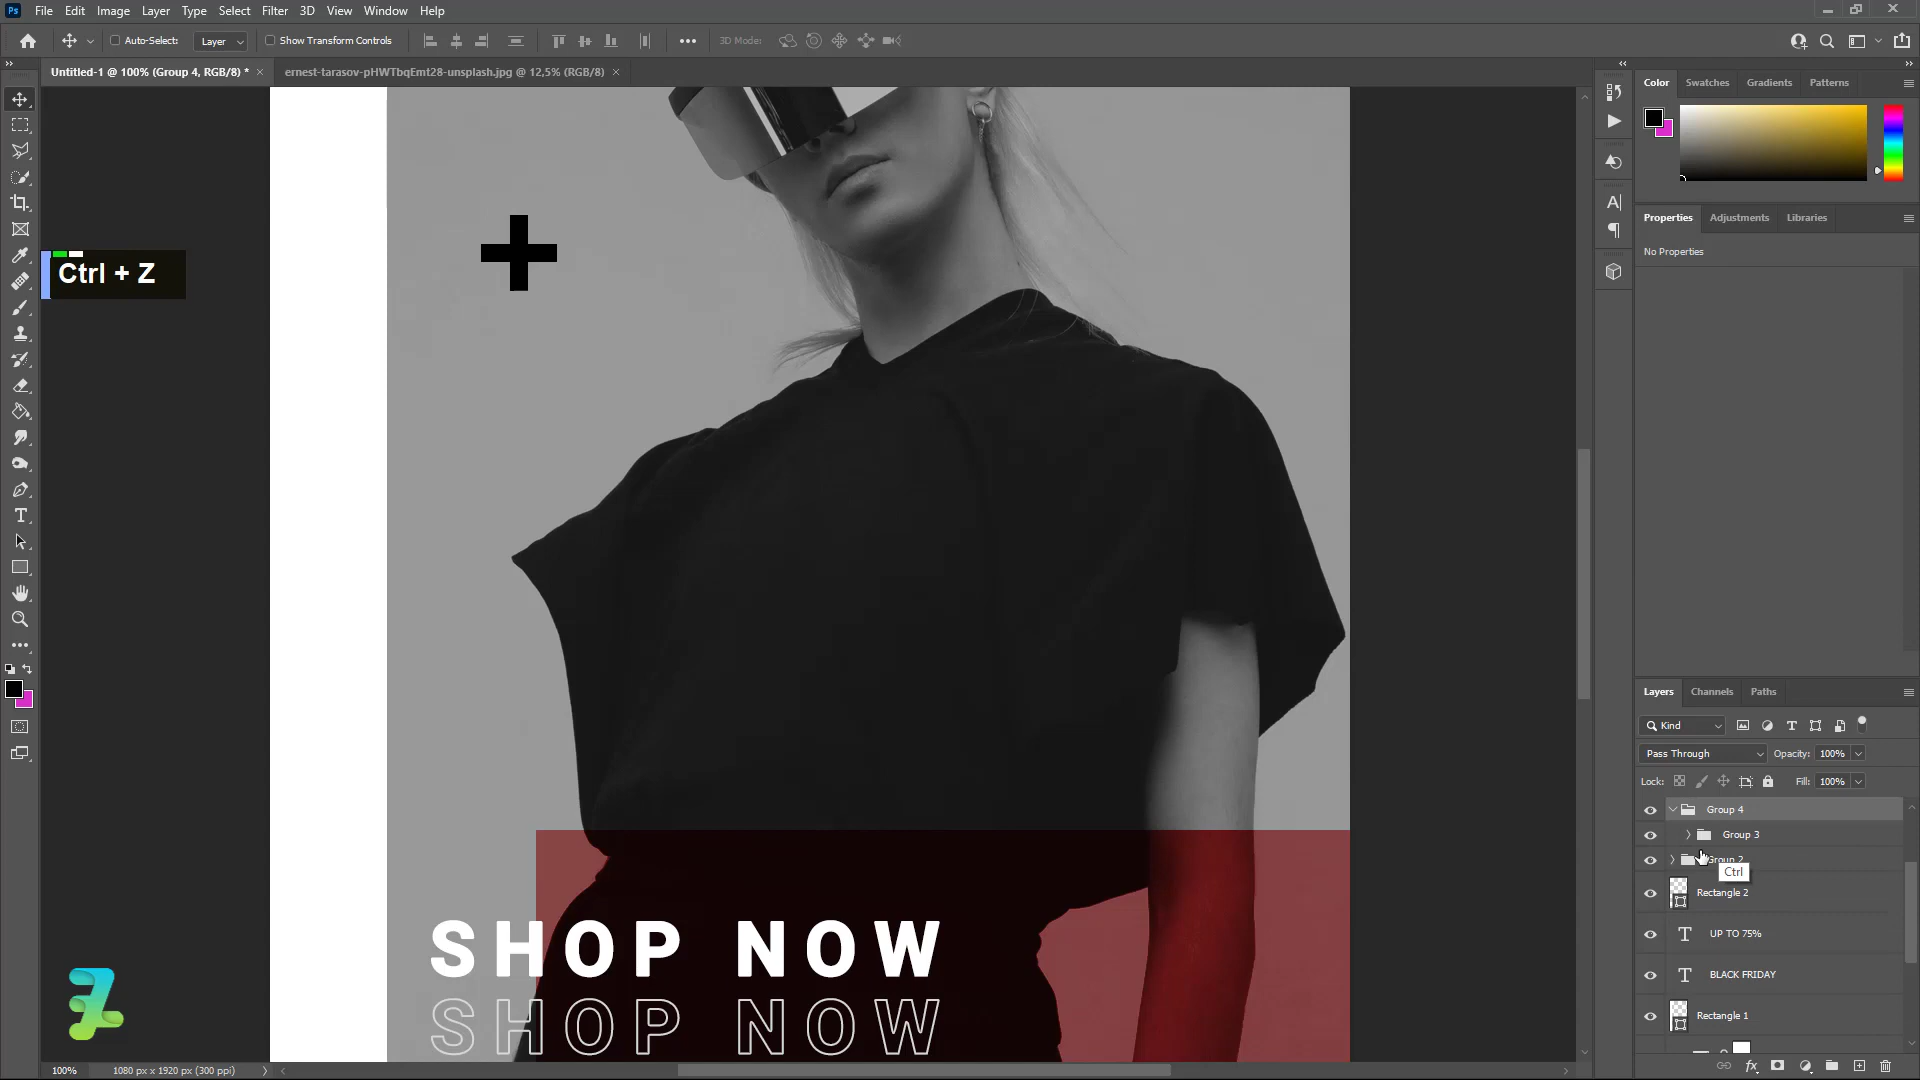 Ps File Edit Image Layer Type Select Filter 3D View Window Help
Auto-Select: Layer Show Transform Controls 3D Mode:
Untitled-1 @ 100% (Group 4, RGB/8) * × ernest-tarasov-pHWTbqEmt28-unsplash.jpg @ 12,5% (RGB/8) ×
Color Swatches Gradients Patterns
Properties Adjustments Libraries
No Properties
Ctrl + Z
SHOP NOW
SHOP NOW
Layers Channels Paths
Kind
Pass Through Opacity: 100%
Lock: Fill: 100%
Group 4
Group 3
Group 2
Ctrl
Rectangle 2
UP TO 75%
BLACK FRIDAY
Rectangle 1
100% 1080 px x 1920 px (300 ppi)